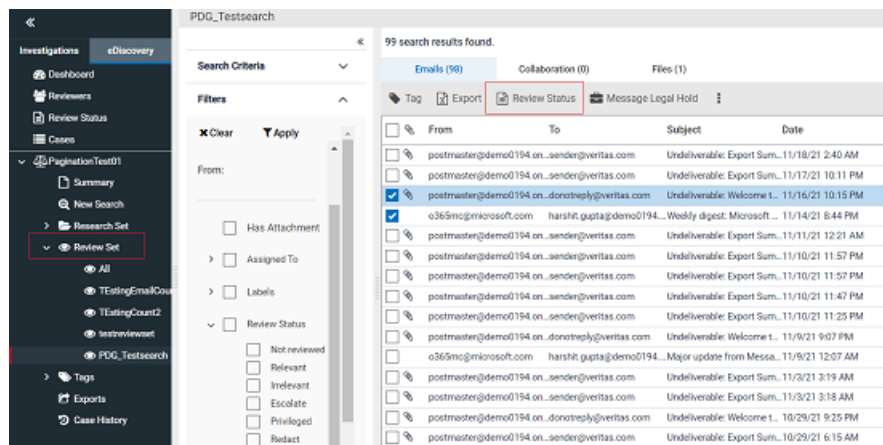 PDG_Testsearch
Investigations
eDiscovery
Dashboard
Reviewers
Review Status
Cases
PaginationTest01
Summary
New Search
Research Set
Review Set
All
TEstingEmailCou
TEstingCount2
testreviewset
PDG_Testsearch
Tags
Exports
Case History
Search Criteria
Filters
Clear
Apply
From:
Has Attachment
Assigned To
Labels
Review Status
Not reviewed
Relevant
Irrelevant
Escalate
Privileged
Redact
99 search results found.
Emails (98)
Collaboration (0)
Files (1)
Tag
Export
Review Status
Message Legal Hold
From To Subject Date
postmaster@demo0194.on...sender@veritas.com Undeliverable: Export Sum...11/18/21 2:40 AM
postmaster@demo0194.on...sender@veritas.com Undeliverable: Export Sum...11/17/21 10:11 PM
postmaster@demo0194.on...donotreply@veritas.com Undeliverable: Welcome t... 11/16/21 10:15 PM
o365mc@microsoft.com harshit.gupta@demo0194....Weekly digest: Microsoft ... 11/14/21 8:44 PM
postmaster@demo0194.on...sender@veritas.com Undeliverable: Export Sum...11/11/21 12:21 AM
postmaster@demo0194.on...sender@veritas.com Undeliverable: Export Sum...11/10/21 11:57 PM
postmaster@demo0194.on...sender@veritas.com Undeliverable: Export Sum...11/10/21 11:57 PM
postmaster@demo0194.on...sender@veritas.com Undeliverable: Export Sum...11/10/21 11:47 PM
postmaster@demo0194.on...sender@veritas.com Undeliverable: Export Sum...11/10/21 11:25 PM
postmaster@demo0194.on...donotreply@veritas.com Undeliverable: Welcome t... 11/9/21 9:07 PM
o365mc@microsoft.com harshit.gupta@demo0194....Major update from Messa...11/9/21 12:07 AM
postmaster@demo0194.on...sender@veritas.com Undeliverable: Export Sum...11/3/21 3:19 AM
postmaster@demo0194.on...sender@veritas.com Undeliverable: Export Sum...11/3/21 3:18 AM
postmaster@demo0194.on...donotreply@veritas.com Undeliverable: Welcome t... 10/29/21 9:25 PM
postmaster@demo0194.on...sender@veritas.com Undeliverable: Export Sum...10/29/21 6:15 AM